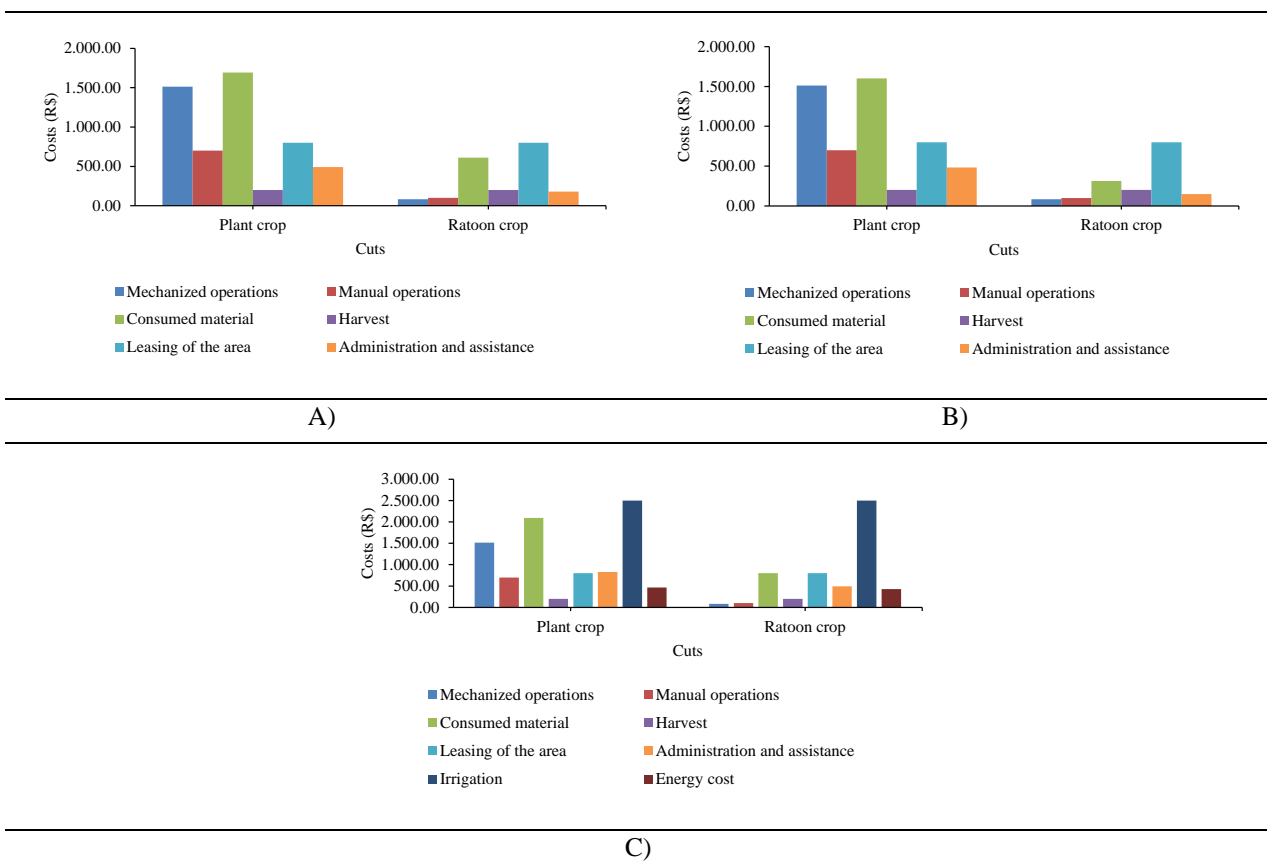 2.000.00
1.500.00
1.000.00
500.00
0.00
Costs (R$)
Plant crop Ratoon crop
Cuts
Mechanized operations Manual operations
Consumed material Harvest
Leasing of the area Administration and assistance
A)
2.000.00
1.500.00
1.000.00
500.00
0.00
Costs (R$)
Plant crop Ratoon crop
Cuts
Mechanized operations Manual operations
Consumed material Harvest
Leasing of the area Administration and assistance
B)
3.000.00
2.500.00
2.000.00
1.500.00
1.000.00
500.00
0.00
Costs (R$)
Plant crop Ratoon crop
Cuts
Mechanized operations Manual operations
Consumed material Harvest
Leasing of the area Administration and assistance
Irrigation Energy cost
C)